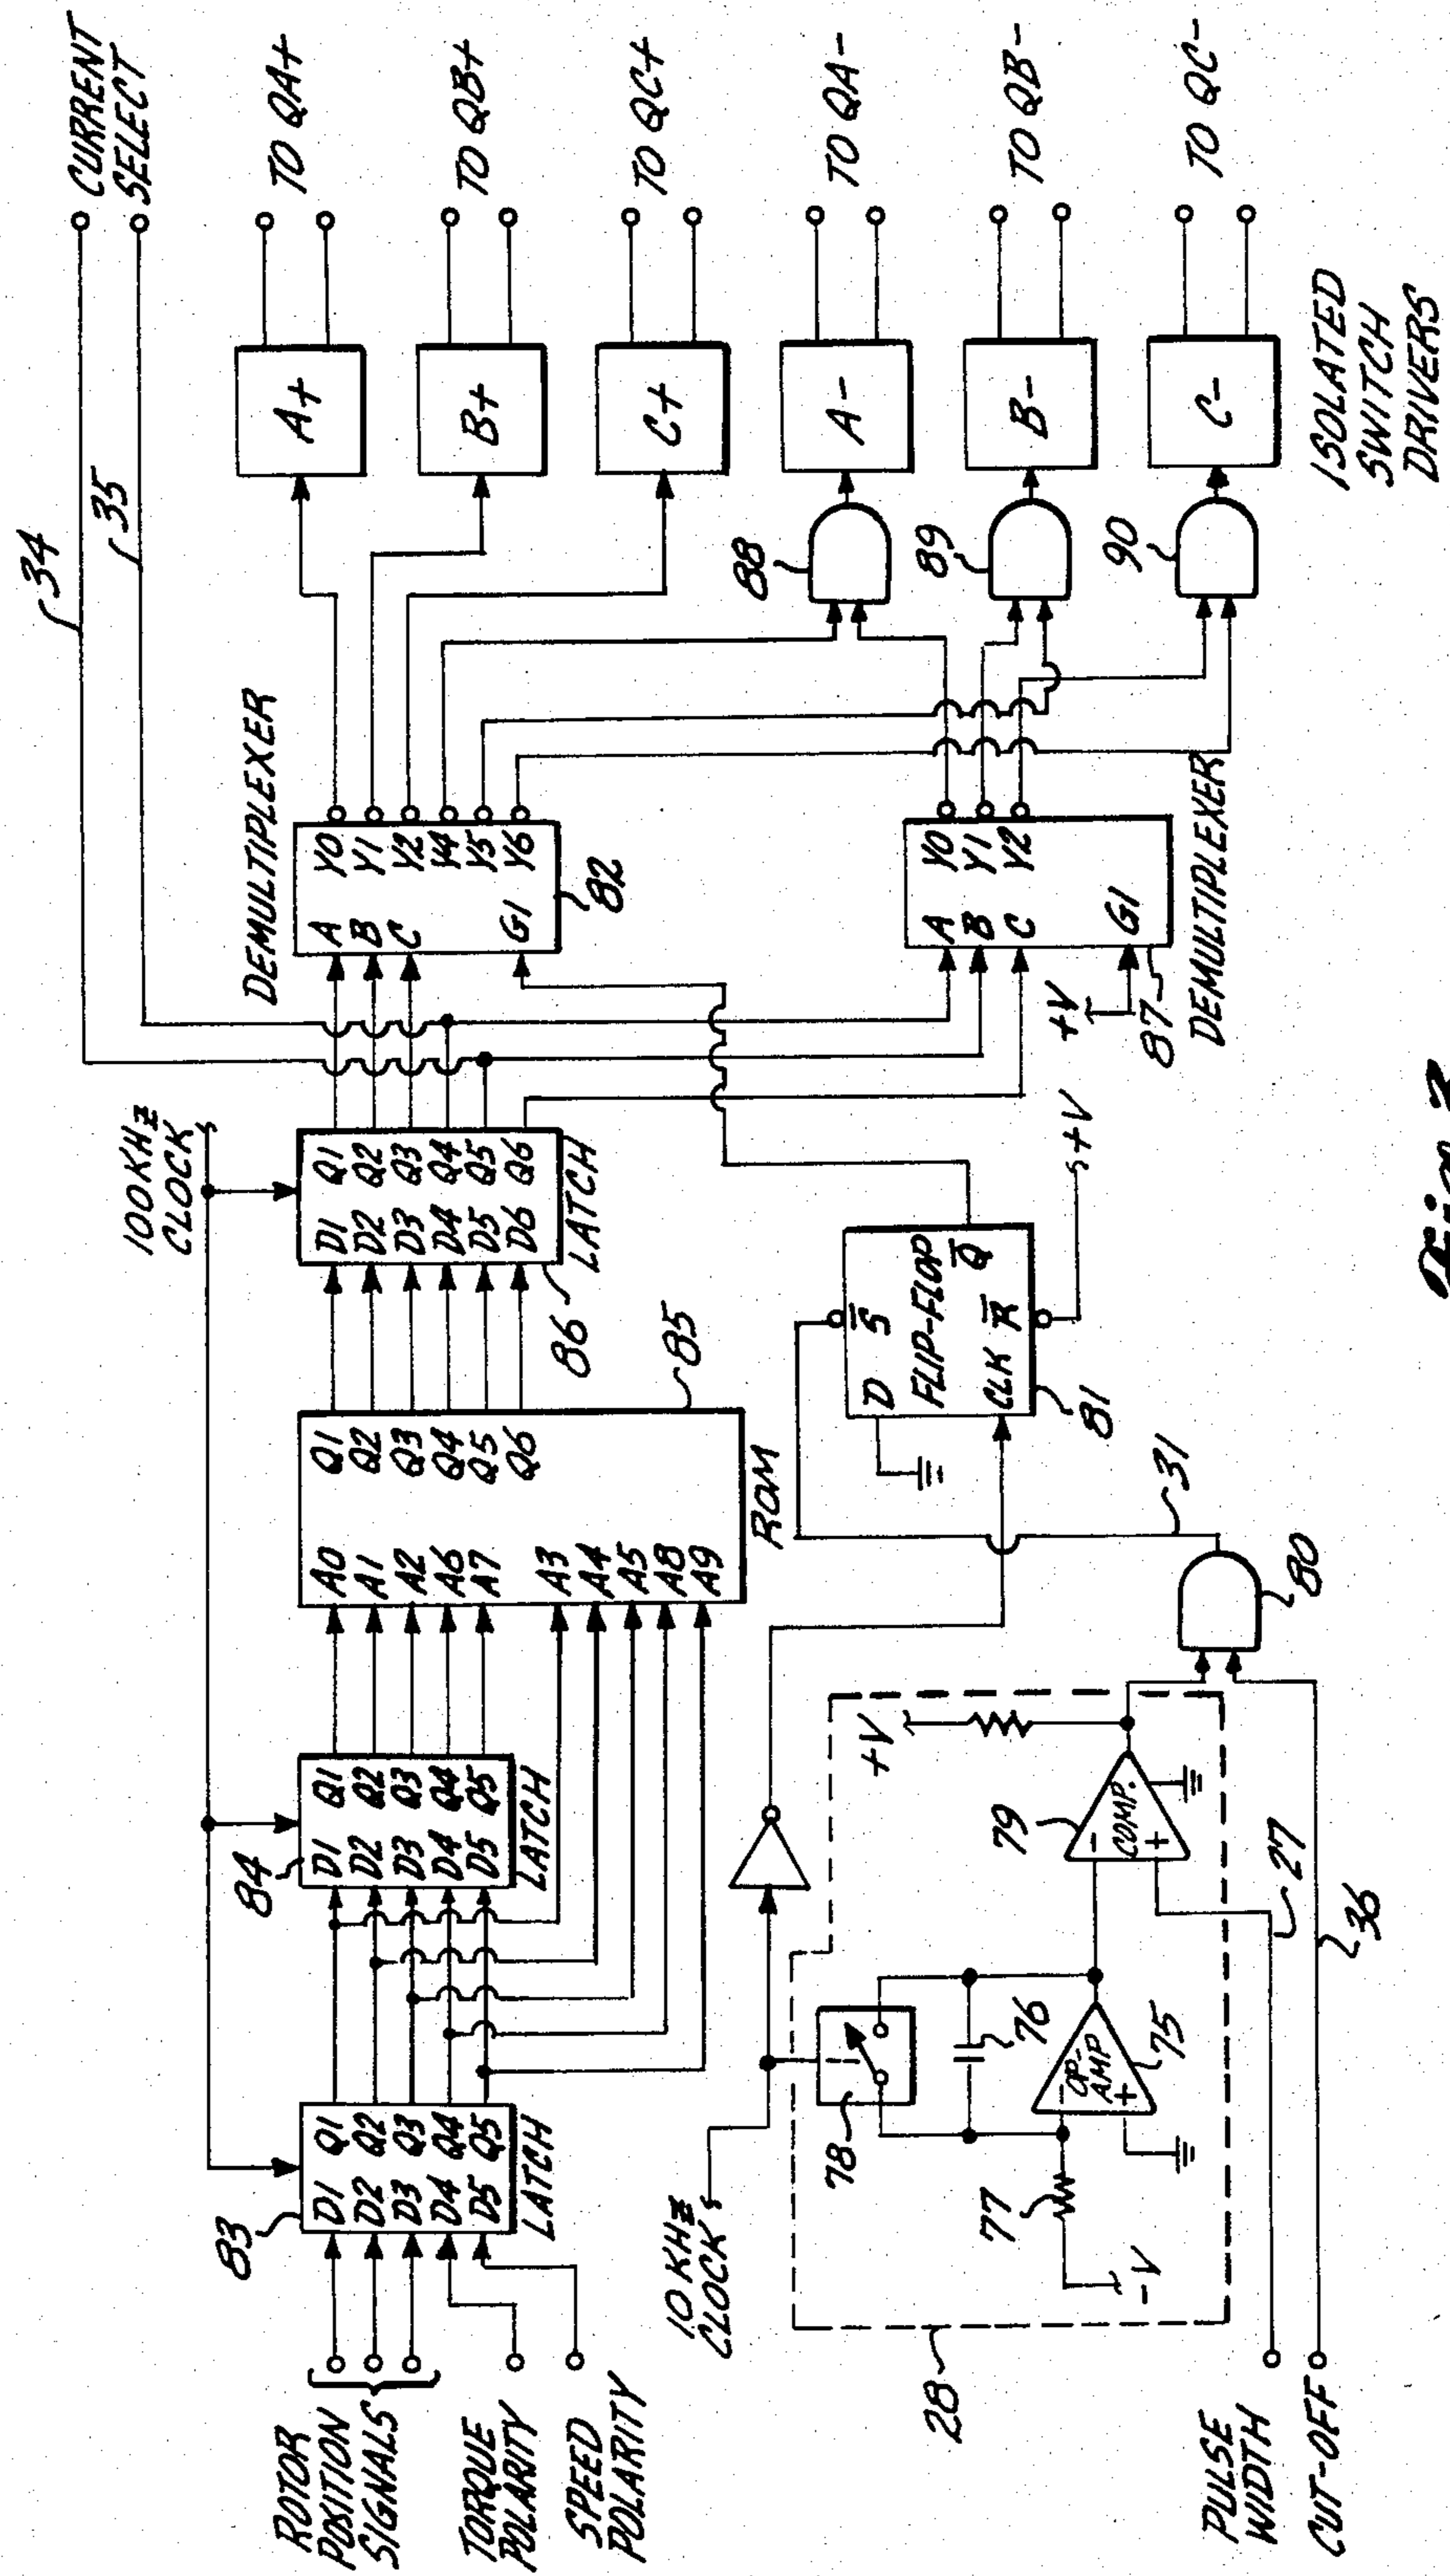 34
35
CURRENT
SELECT
100KHz
CLOCK
DEMULTIPLEXER
ROTOR
POSITION
SIGNALS
TORQUE
POLARITY
SPEED
POLARITY
83
D1 Q1
D2 Q2
D3 Q3
D4 Q4
D5 Q5
LATCH
84
D1 Q1
D2 Q2
D3 Q3
D4 Q4
D5 Q5
LATCH
A0 Q1
A1 Q2
A2 Q3
A6 Q4
A7 Q5
Q6
A3
A4
A5
A8
A9
ROM
85
D1 Q1
D2 Q2
D3 Q3
D4 Q4
D5 Q5
D6 Q6
LATCH
86
A Y0
B Y1
C Y2
Y4
Y5
G1 Y6
82
A+
TO QA+
B+
TO QB+
C+
TO QC+
88
A-
TO QA-
89
B-
TO QB-
90
C-
TO QC-
ISOLATED
SWITCH
DRIVERS
A Y0
B Y1
C Y2
G1
+V
87
DEMULTIPLEXER
10 KHz
CLOCK
28
78
76
77
-V
OP-
AMP
- +
75
79
COMP.
- +
+V
80
31
D S
FLIP-FLOP
CLK R Q
81
+V
PULSE
WIDTH
27
CUT-OFF
36